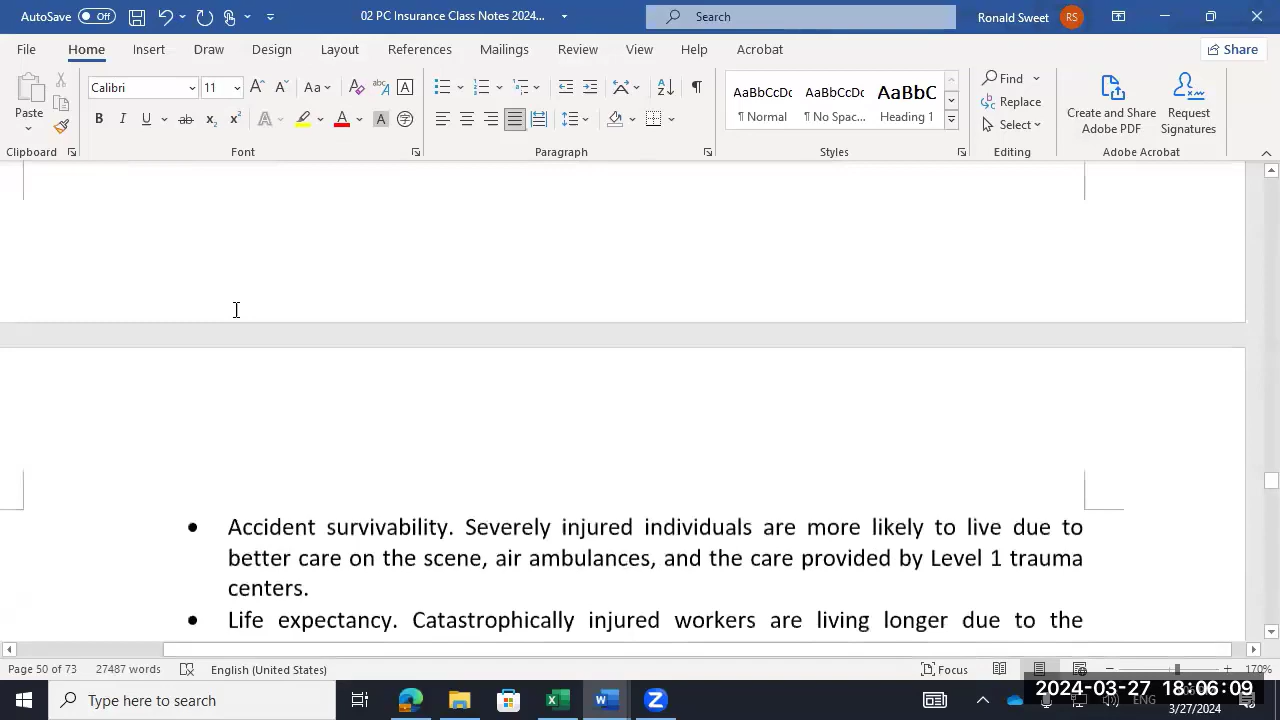 AutoSave Off 02 PC Insurance Class Notes 2024... Search Ronald Sweet RS
File Home Insert Draw Design Layout References Mailings Review View Help Acrobat Share
Paste Calibri 11 Aa Find AaBbCcDc AaBbCcDc AaBbC
Replace Create and Share Request
B I U ab x₂ x² A A A ¶ Normal ¶ No Spac... Heading 1 Select Adobe PDF Signatures
Clipboard Font Paragraph Styles Editing Adobe Acrobat
• Accident survivability. Severely injured individuals are more likely to live due to
better care on the scene, air ambulances, and the care provided by Level 1 trauma
centers.
• Life expectancy. Catastrophically injured workers are living longer due to the
Page 50 of 73 27487 words English (United States) Focus 170%
Type here to search ENG 2024-03-27 18:06:09
3/27/2024